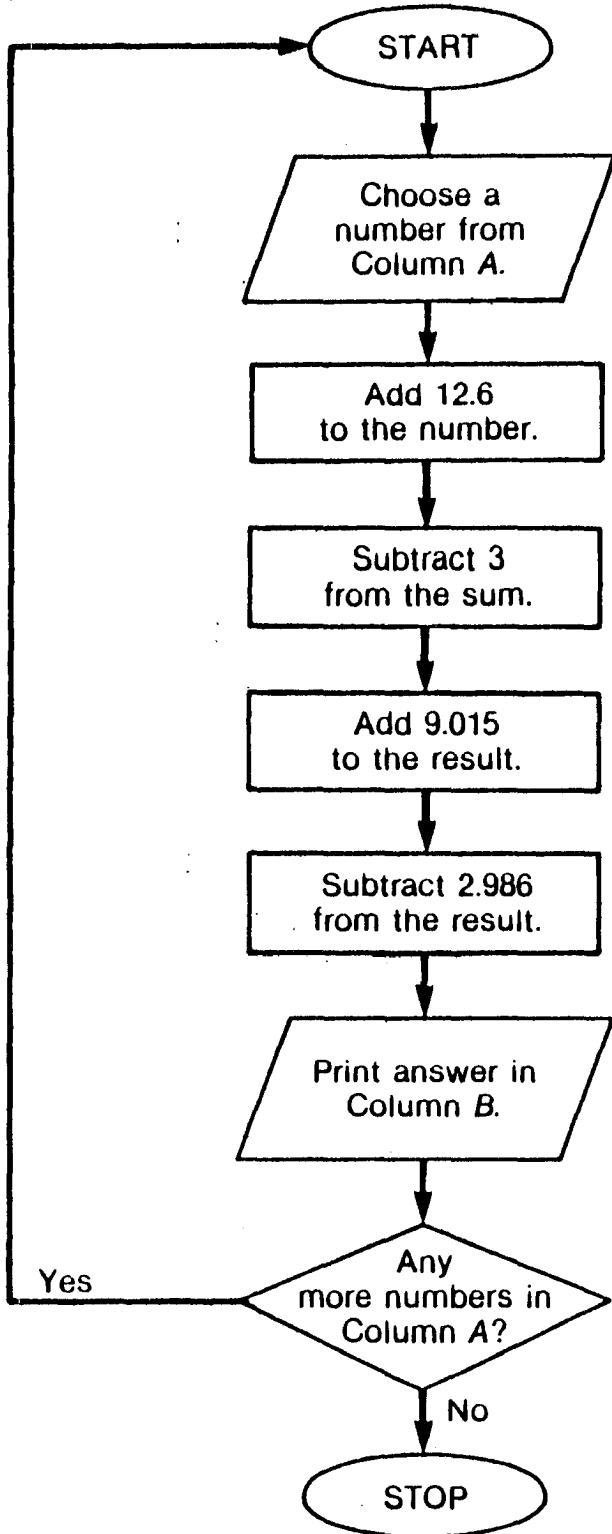 START
Choose a
number from
Column A.
Add 12.6
to the number.
Subtract 3
from the sum.
Add 9.015
to the result.
Subtract 2.986
from the result.
Print answer in
Column B.
Any
more numbers in
Column A?
Yes
No
STOP